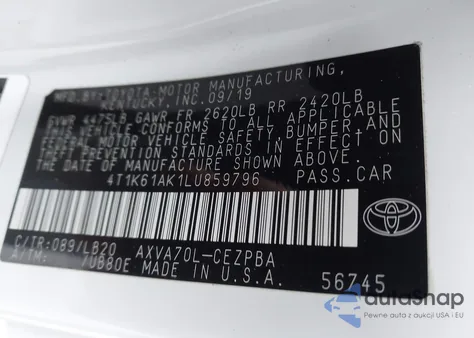 MFD. BY: TOYOTA MOTOR MANUFACTURING,
KENTUCKY, INC. 09/19
GVWR 4475LB GAWR FR 2620LB RR 2420LB
THIS VEHICLE CONFORMS TO ALL APPLICABLE
FEDERAL MOTOR VEHICLE SAFETY, BUMPER, AND
THEFT PREVENTION STANDARDS IN EFFECT ON
THE DATE OF MANUFACTURE SHOWN ABOVE.
4T1K61AK1LU859796 PASS.CAR
C/TR: 089/LB20 AXVA70L-CEZPBA
A/TM: /U880E MADE IN U.S.A.
TOYOTA
56745
autoSnap
Pewne auta z aukcji USA i EU